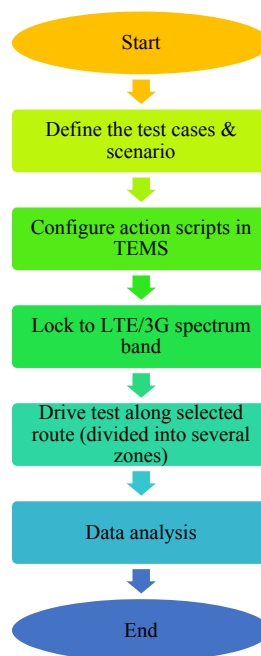 Start
Define the test cases &
scenario
Configure action scripts in
TEMS
Lock to LTE/3G spectrum
band
Drive test along selected
route (divided into several
zones)
Data analysis
End